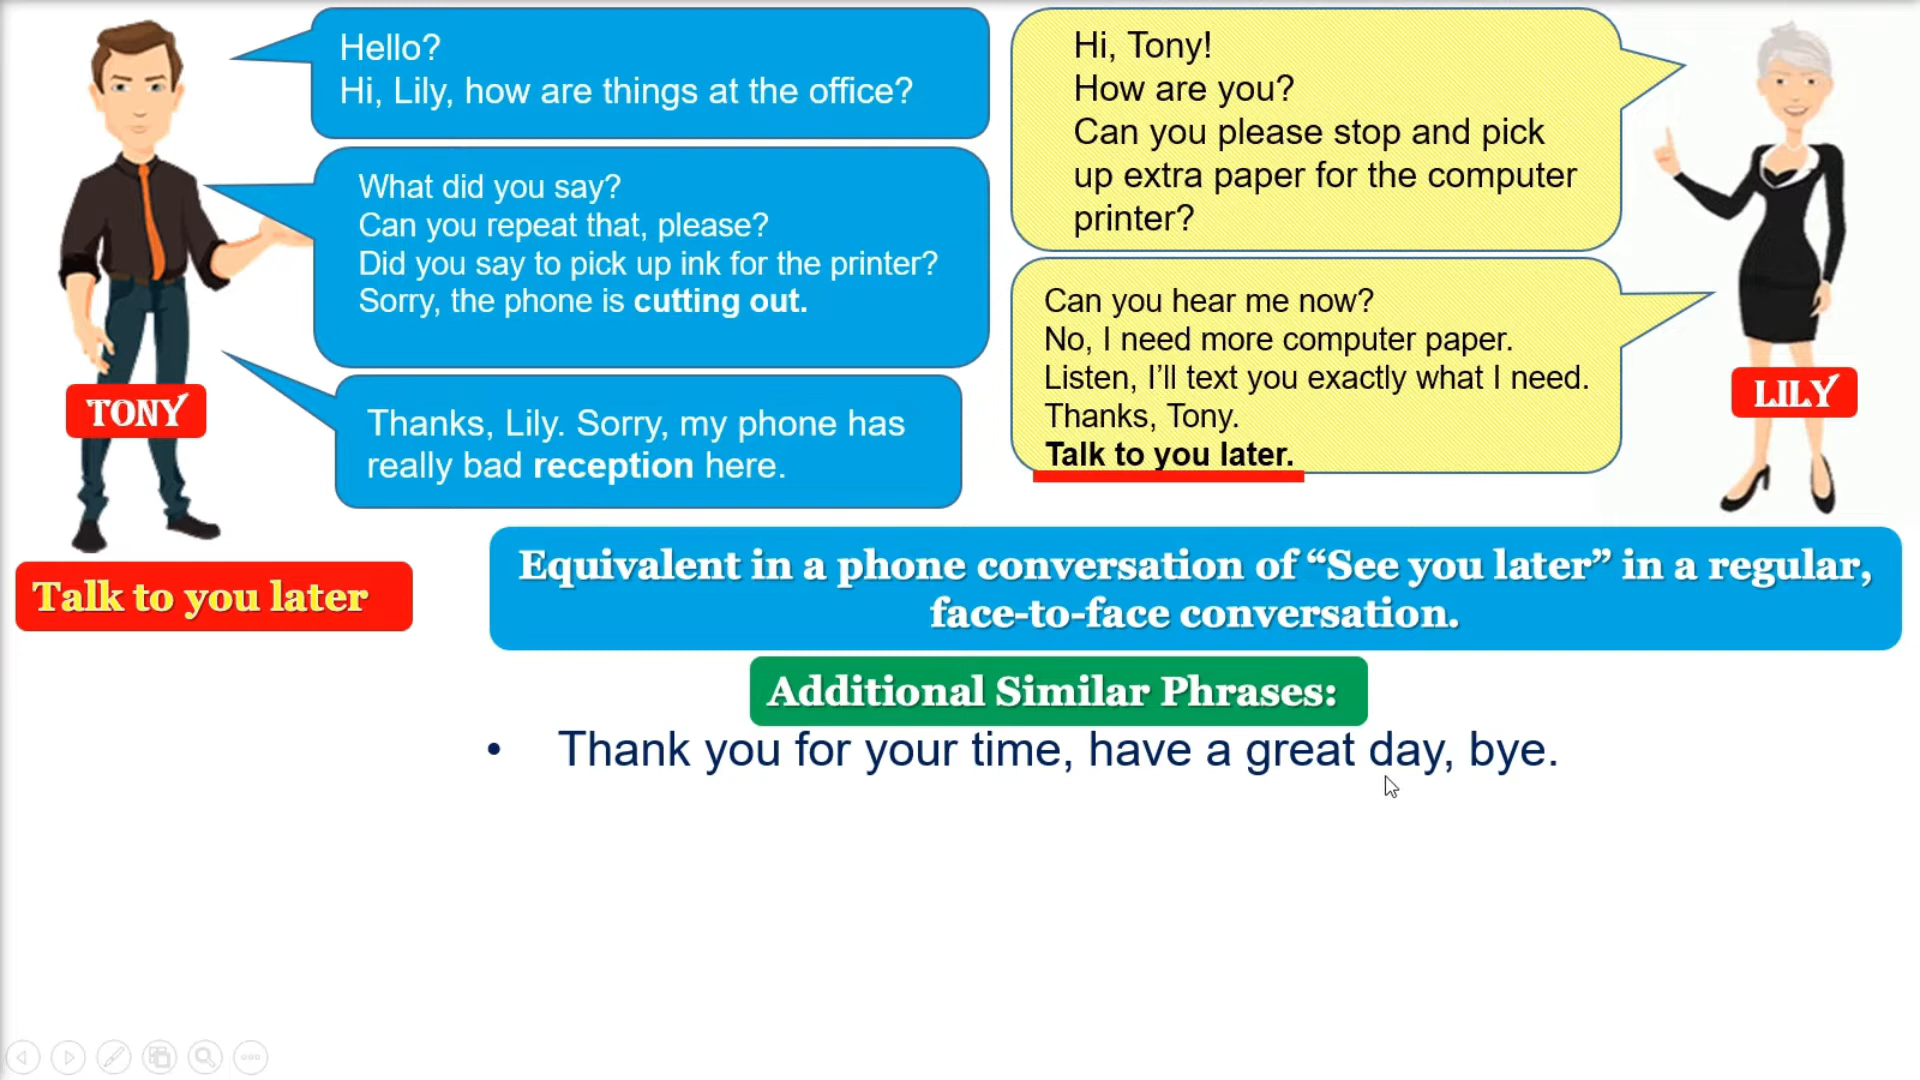 Hello?
Hi, Lily, how are things at the office?
Hi, Tony!
How are you?
Can you please stop and pick
up extra paper for the computer
printer?
What did you say?
Can you repeat that, please?
Did you say to pick up ink for the printer?
Sorry, the phone is cutting out.
Can you hear me now?
No, I need more computer paper.
Listen, I’ll text you exactly what I need.
Thanks, Tony.
Talk to you later.
Thanks, Lily. Sorry, my phone has
really bad reception here.
TONY
LILY
Talk to you later
Equivalent in a phone conversation of “See you later” in a regular,
face-to-face conversation.
Additional Similar Phrases:
• Thank you for your time, have a great day, bye.